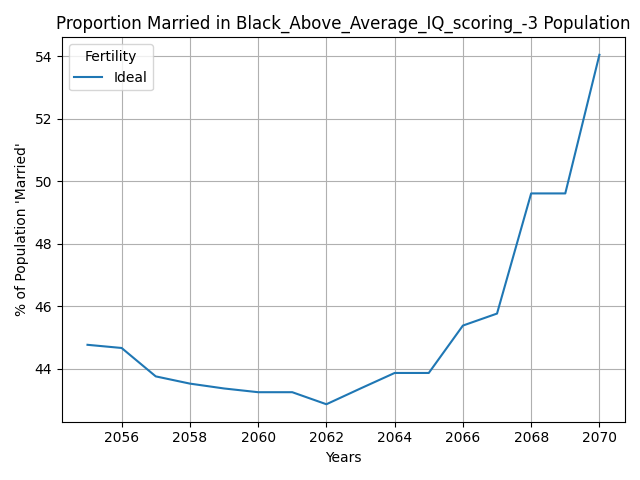 Proportion Married in Black_Above_Average_IQ_scoring_-3 Population
Fertility
Ideal
% of Population 'Married'
54
52
50
48
46
44
2056 2058 2060 2062 2064 2066 2068 2070
Years